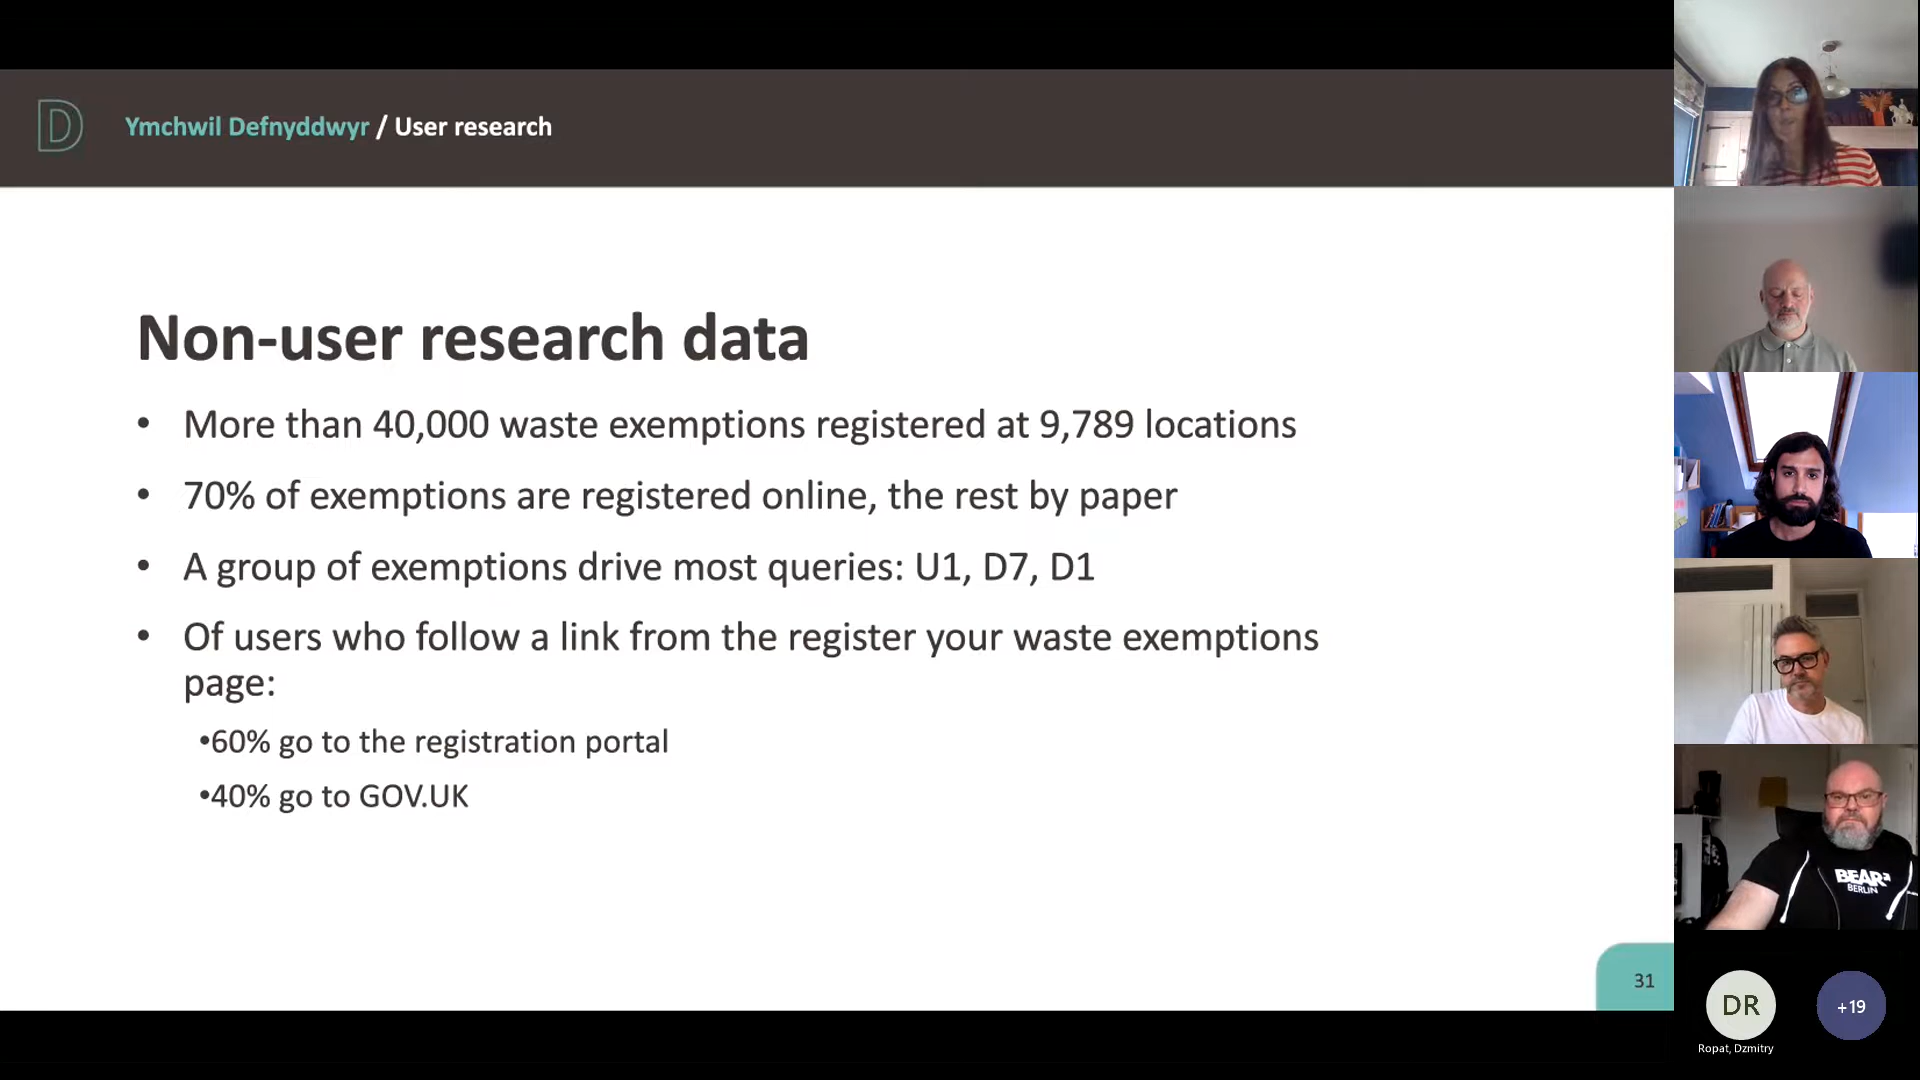 D
Ymchwil Defnyddwyr / User research
Non-user research data
• More than 40,000 waste exemptions registered at 9,789 locations
• 70% of exemptions are registered online, the rest by paper
• A group of exemptions drive most queries: U1, D7, D1
• Of users who follow a link from the register your waste exemptions
page:
•60% go to the registration portal
•40% go to GOV.UK
31
BEAR
BERLIN
DR
+19
Ropat, Dzmitry